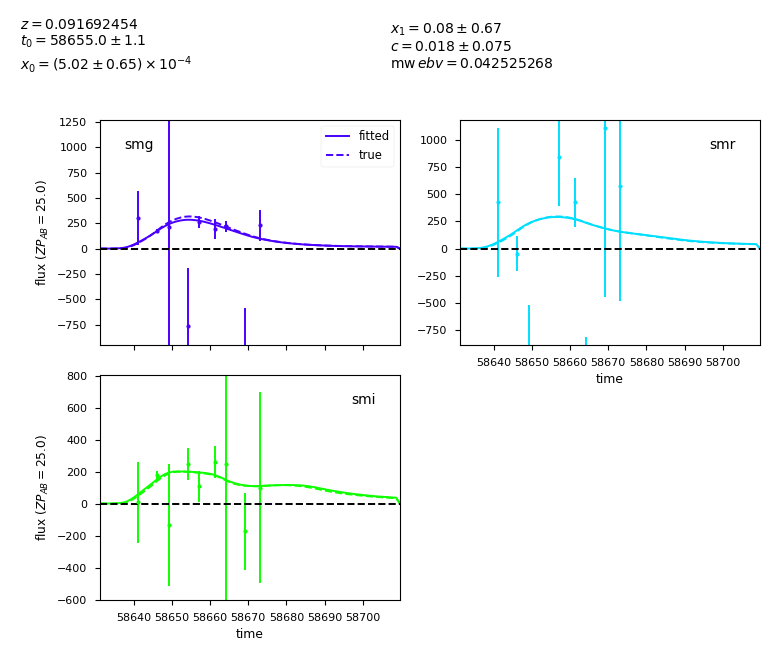 z = 0.091692454
t₀ = 58655.0 ± 1.1
x₀ = (5.02 ± 0.65) × 10⁻⁴
x₁ = 0.08 ± 0.67
c = 0.018 ± 0.075
mw ebv = 0.042525268
smg
fitted
true
1250
1000
750
500
250
0
−250
−500
−750
flux (ZP_AB = 25.0)
smr
1000
750
500
250
0
−250
−500
−750
58640 58650 58660 58670 58680 58690 58700
time
smi
800
600
400
200
0
−200
−400
−600
flux (ZP_AB = 25.0)
58640 58650 58660 58670 58680 58690 58700
time